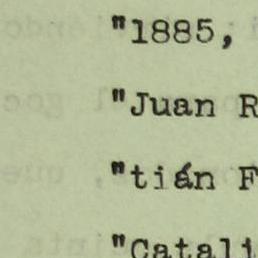 "1885,
"Juan R
"tián F
"Catali